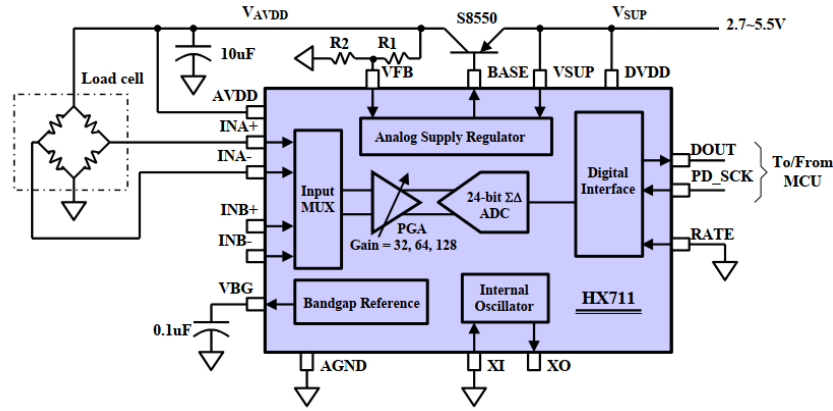 V_AVDD
S8550
V_SUP
2.7~5.5V
10uF
R2
R1
Load cell
VFB
BASE
VSUP
DVDD
AVDD
INA+
INA-
INB+
INB-
Analog Supply Regulator
Input
MUX
PGA
Gain = 32, 64, 128
24-bit ΣΔ
ADC
Digital
Interface
DOUT
PD_SCK
To/From
MCU
RATE
VBG
0.1uF
Bandgap Reference
Internal
Oscillator
HX711
AGND
XI
XO